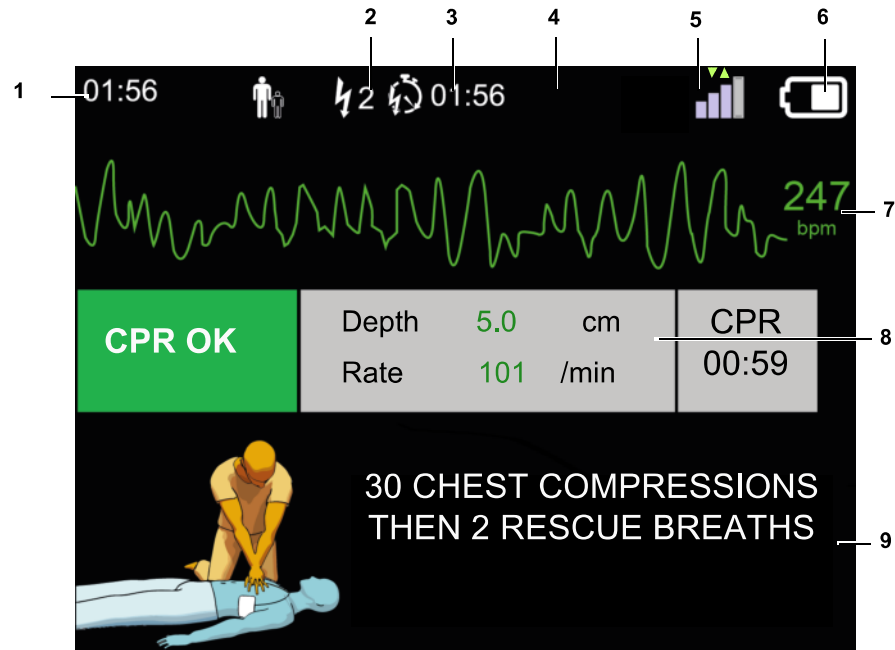 2 3 4 5 6
1 01:56 2 01:56
247 7
bpm
CPR OK Depth 5.0 cm CPR 8
Rate 101 /min 00:59
30 CHEST COMPRESSIONS
THEN 2 RESCUE BREATHS
9